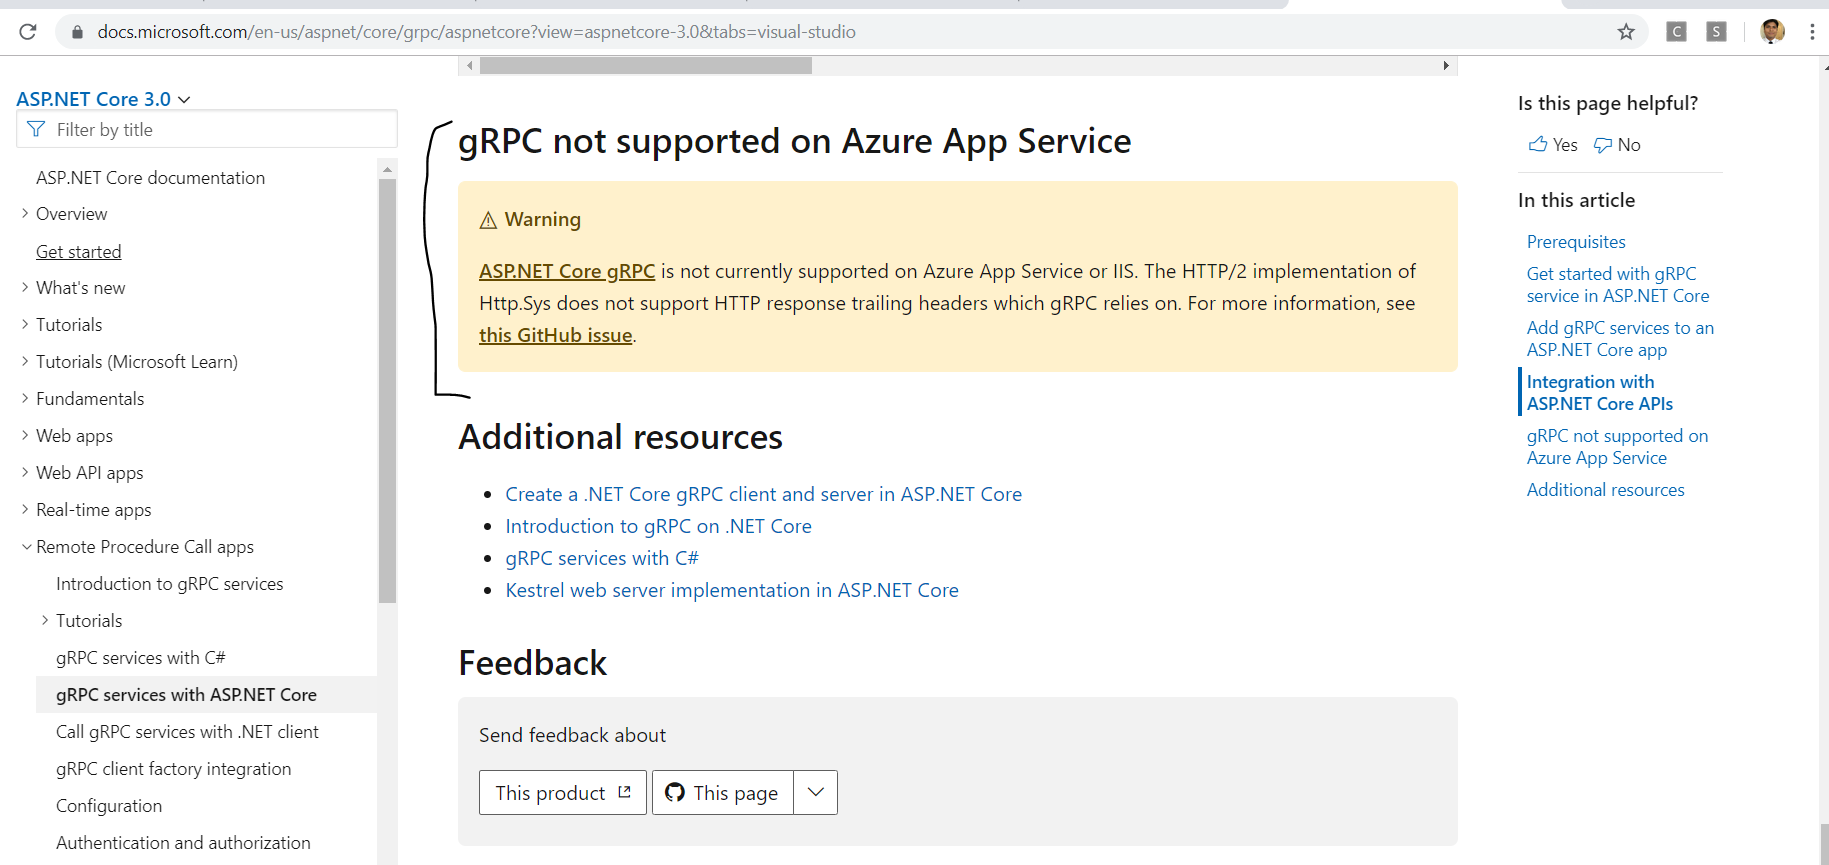 docs.microsoft.com/en-us/aspnet/core/grpc/aspnetcore?view=aspnetcore-3.0&tabs=visual-studio
C
S
ASP.NET Core 3.0
Filter by title
ASP.NET Core documentation
Overview
Get started
What's new
Tutorials
Tutorials (Microsoft Learn)
Fundamentals
Web apps
Web API apps
Real-time apps
Remote Procedure Call apps
Introduction to gRPC services
Tutorials
gRPC services with C#
gRPC services with ASP.NET Core
Call gRPC services with .NET client
gRPC client factory integration
Configuration
Authentication and authorization
gRPC not supported on Azure App Service
Warning
ASP.NET Core gRPC is not currently supported on Azure App Service or IIS. The HTTP/2 implementation of
Http.Sys does not support HTTP response trailing headers which gRPC relies on. For more information, see
this GitHub issue.
Additional resources
Create a .NET Core gRPC client and server in ASP.NET Core
Introduction to gRPC on .NET Core
gRPC services with C#
Kestrel web server implementation in ASP.NET Core
Feedback
Send feedback about
This product
This page
Is this page helpful?
Yes No
In this article
Prerequisites
Get started with gRPC
service in ASP.NET Core
Add gRPC services to an
ASP.NET Core app
Integration with
ASP.NET Core APIs
gRPC not supported on
Azure App Service
Additional resources